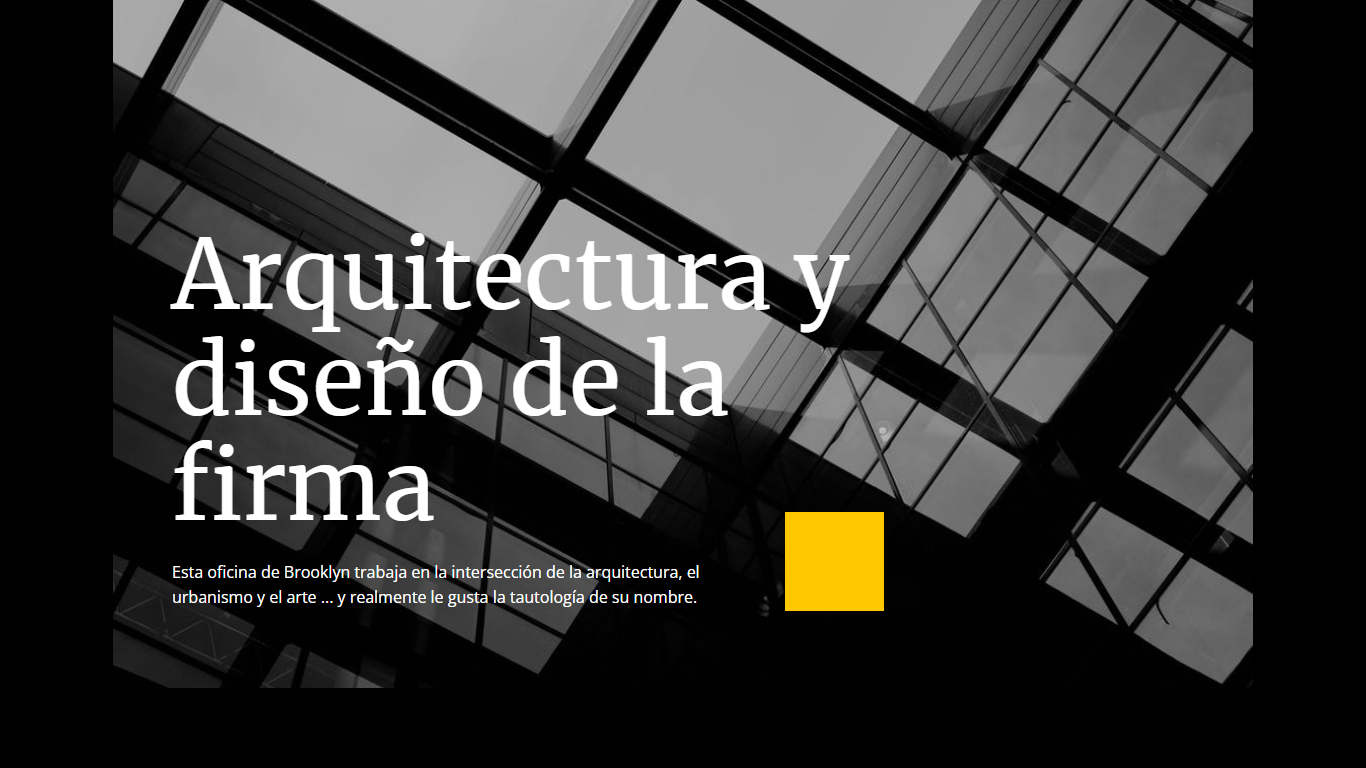 Arquitectura y
diseño de la
firma
Esta oficina de Brooklyn trabaja en la intersección de la arquitectura, el
urbanismo y el arte ... y realmente le gusta la tautología de su nombre.